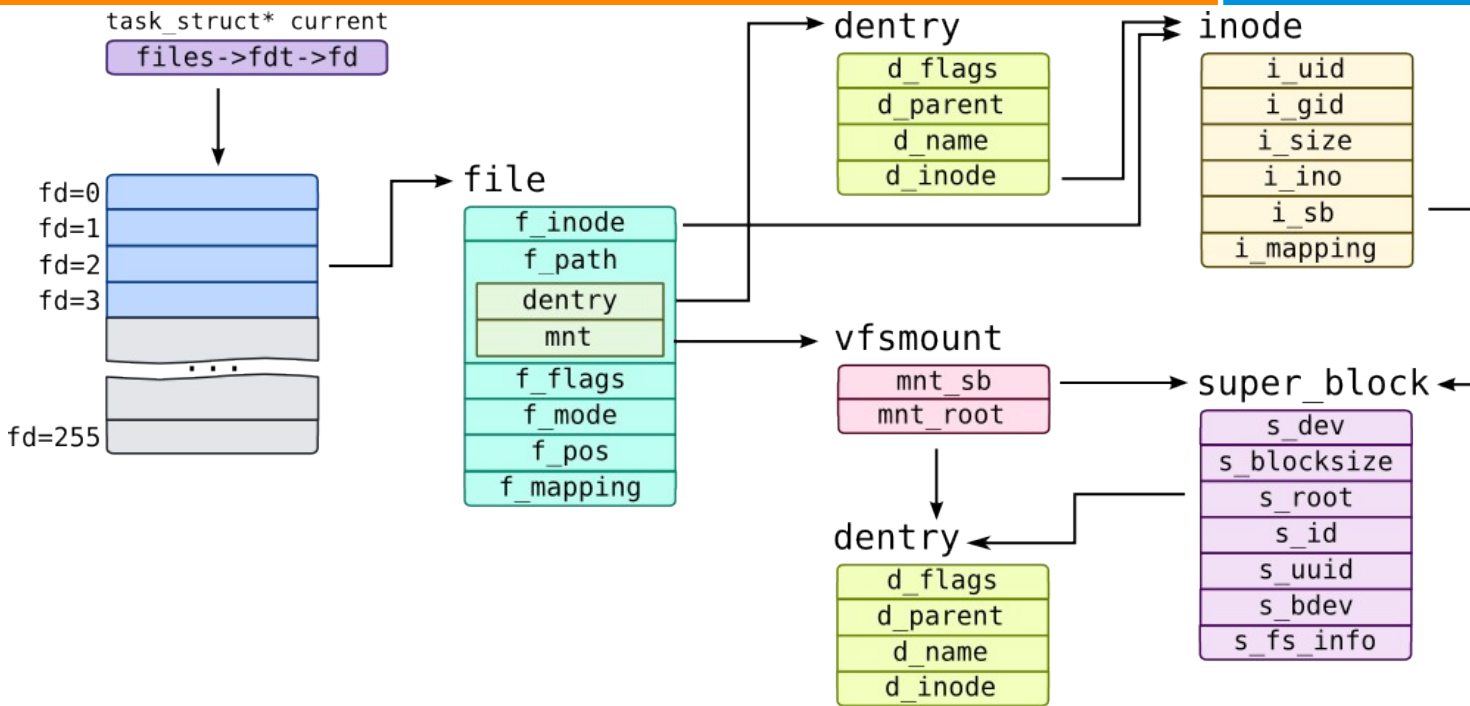 task_struct* current
files->fdt->fd
fd=0
fd=1
fd=2
fd=3
...
fd=255
file
f_inode
f_path
dentry
mnt
f_flags
f_mode
f_pos
f_mapping
dentry
d_flags
d_parent
d_name
d_inode
inode
i_uid
i_gid
i_size
i_ino
i_sb
i_mapping
vfsmount
mnt_sb
mnt_root
super_block
s_dev
s_blocksize
s_root
s_id
s_uuid
s_bdev
s_fs_info
dentry
d_flags
d_parent
d_name
d_inode